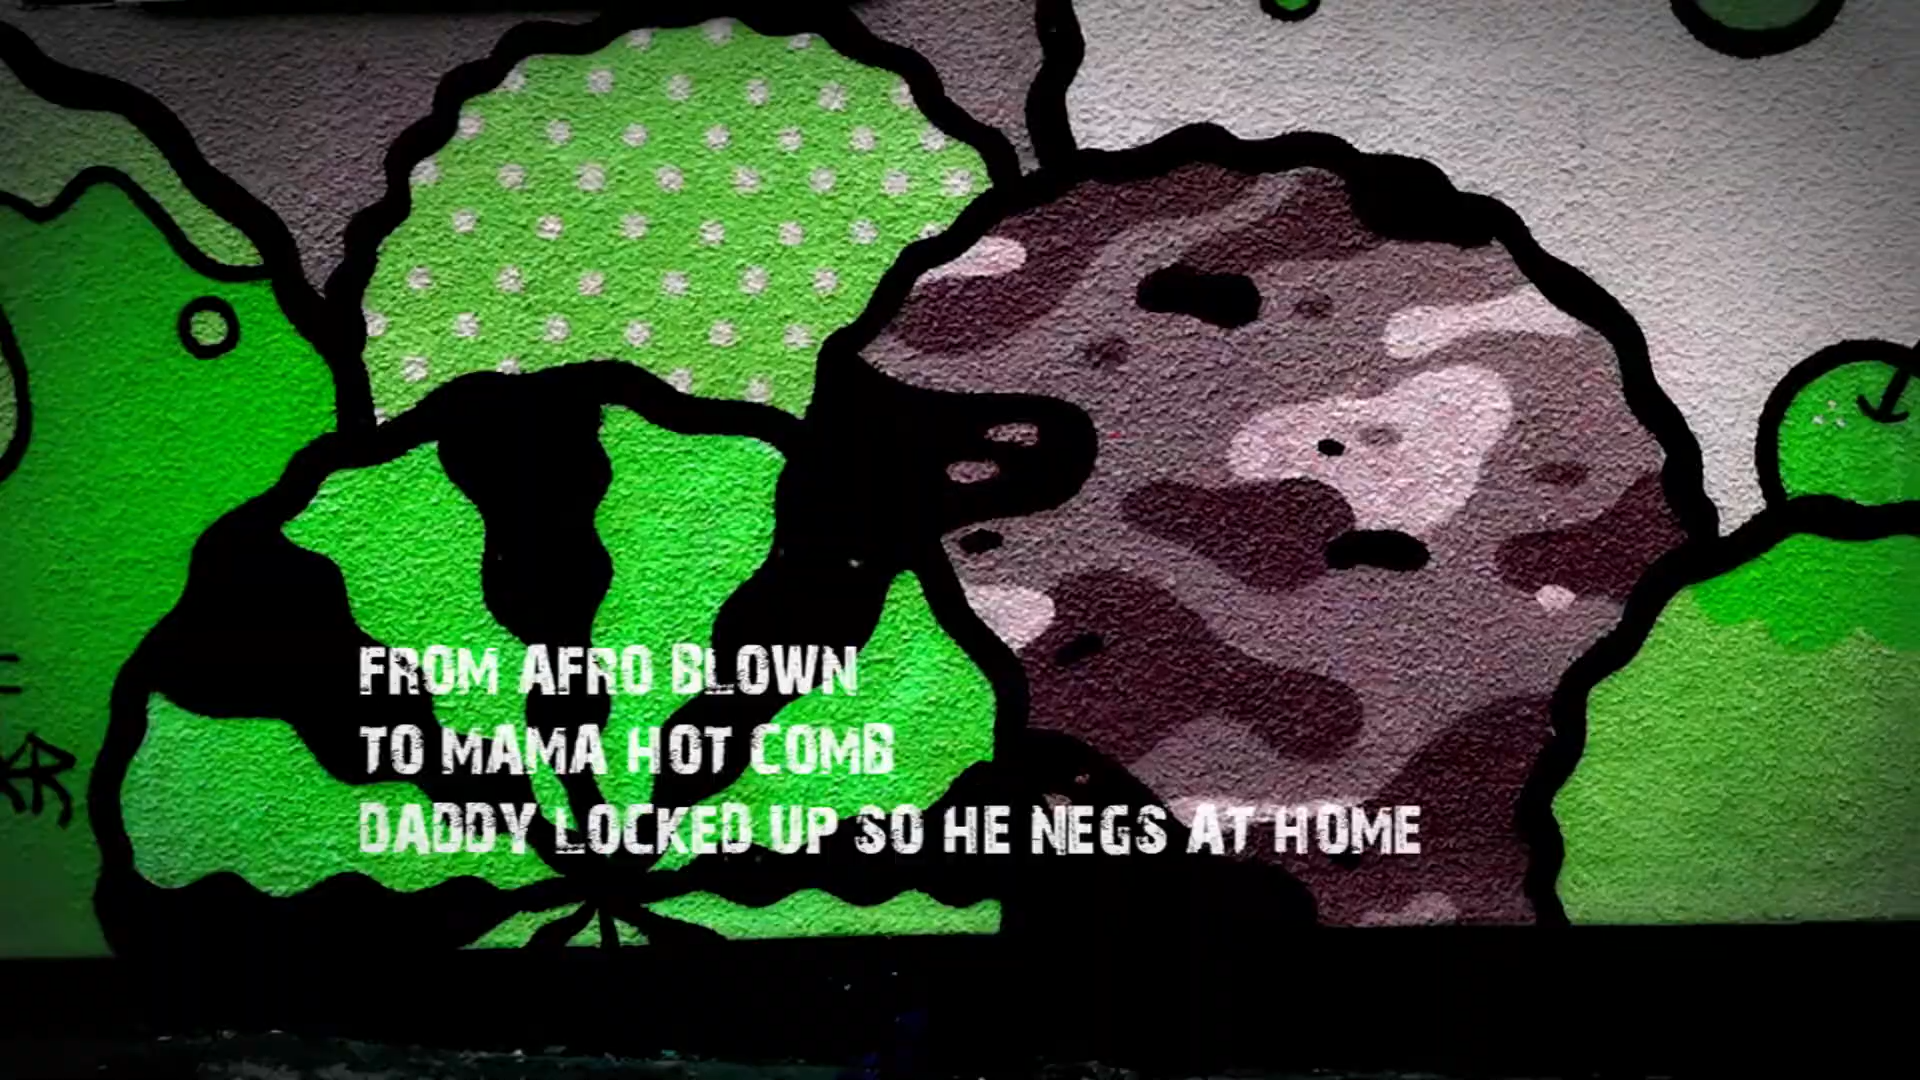 FROM AFRO BLOWN
TO MAMA HOT COMB
DADDY LOCKED UP SO HE NEGS AT HOME